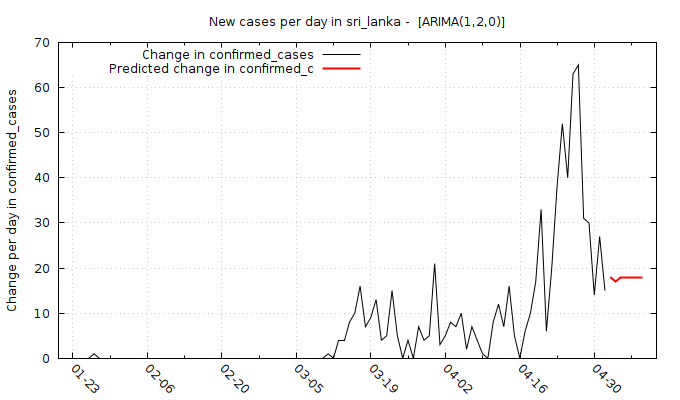 New cases per day in sri_lanka -  [ARIMA(1,2,0)]
Change in confirmed_cases
Predicted change in confirmed_c
Change per day in confirmed_cases
70
60
50
40
30
20
10
0
01-23 02-06 02-20 03-05 03-19 04-02 04-16 04-30